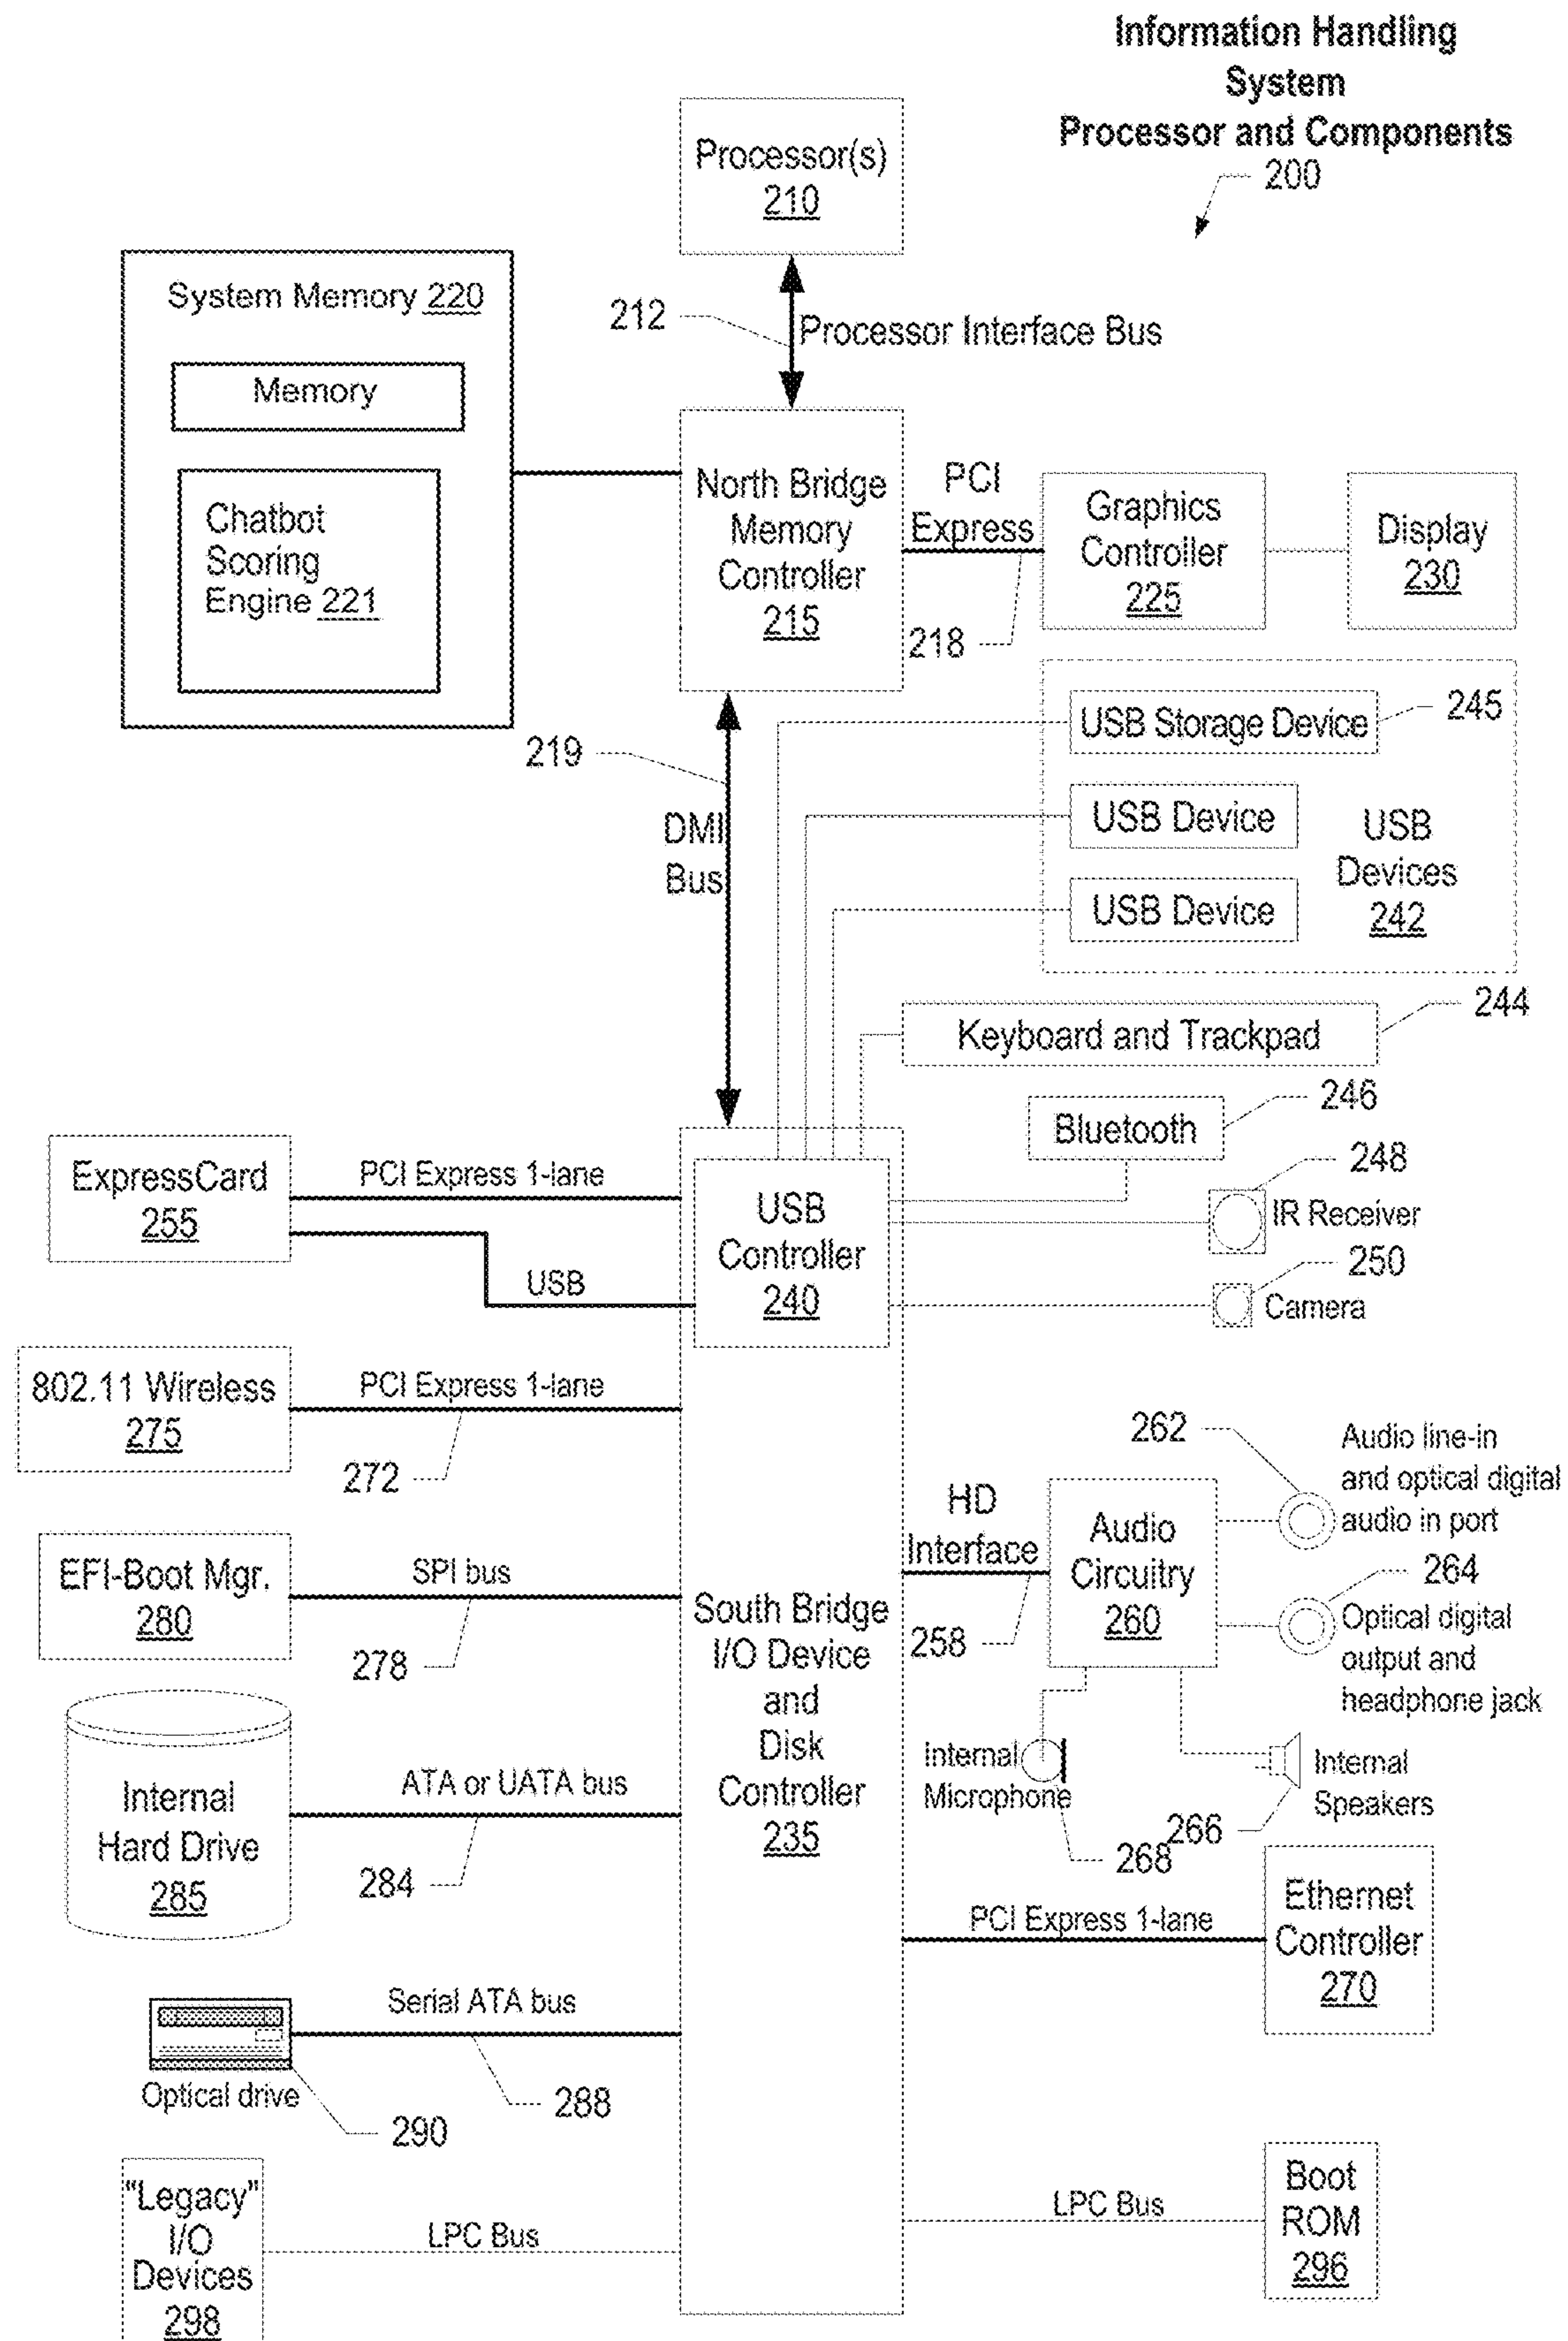 Information Handling
System
Processor and Components
200
Processor(s)
210
212
Processor Interface Bus
System Memory 220
Memory
Chatbot
Scoring
Engine 221
North Bridge
Memory
Controller
215
PCI
Express
218
Graphics
Controller
225
Display
230
219
DMI
Bus
USB Storage Device
245
USB Device
USB Device
USB
Devices
242
Keyboard and Trackpad
244
Bluetooth
246
248
IR Receiver
250
Camera
ExpressCard
255
PCI Express 1-lane
USB
USB
Controller
240
802.11 Wireless
275
PCI Express 1-lane
272
EFI-Boot Mgr.
280
SPI bus
278
South Bridge
I/O Device
and
Disk
Controller
235
HD
Interface
258
Audio
Circuitry
260
262
Audio line-in
and optical digital
audio in port
264
Optical digital
output and
headphone jack
Internal
Microphone
268
Internal
Speakers
266
Internal
Hard Drive
285
ATA or UATA bus
284
PCI Express 1-lane
Ethernet
Controller
270
Serial ATA bus
288
Optical drive
290
"Legacy"
I/O
Devices
298
LPC Bus
LPC Bus
Boot
ROM
296